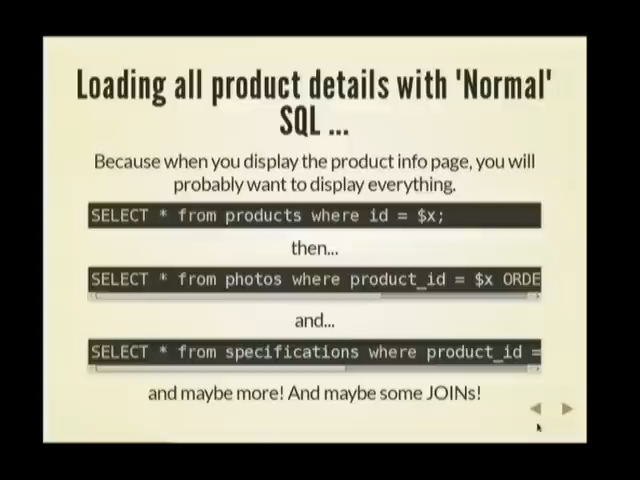 Loading all product details with 'Normal'
SQL ...
Because when you display the product info page, you will
probably want to display everything.
SELECT * from products where id = $x;
then...
SELECT * from photos where product_id = $x ORDE
and...
SELECT * from specifications where product_id =
and maybe more! And maybe some JOINs!